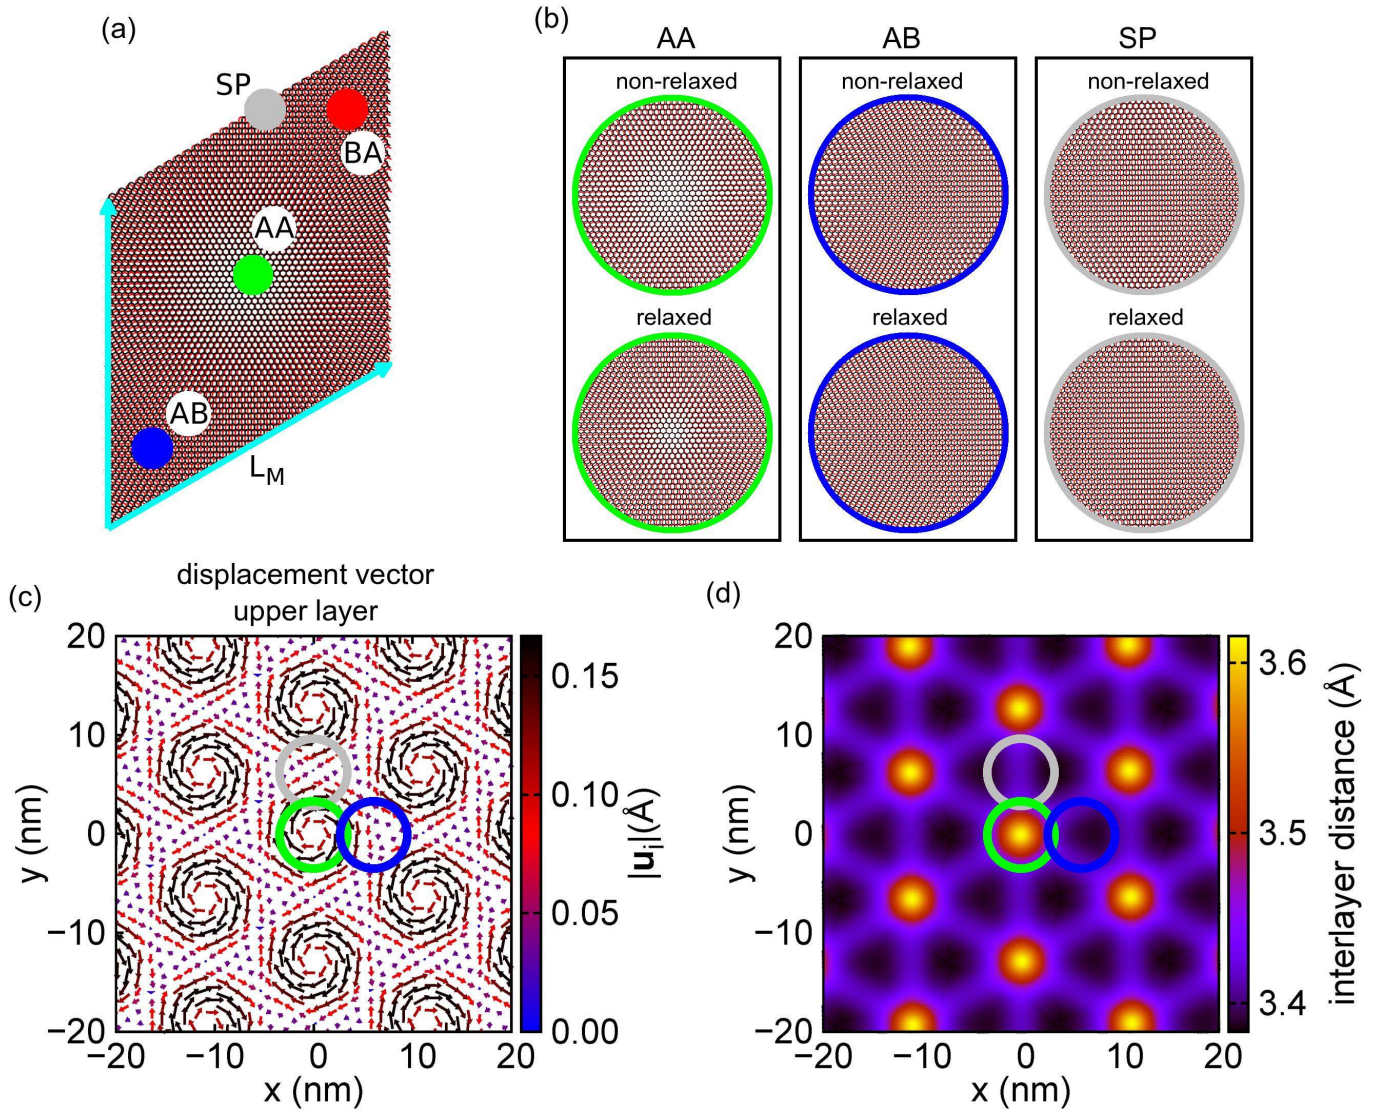 (a)
SP
BA
AA
AB
L_M
(b)
AA
AB
SP
non-relaxed
non-relaxed
non-relaxed
relaxed
relaxed
relaxed
(c)
displacement vector
upper layer
20
10
0
−10
−20
−20
−10
0
10
20
y (nm)
x (nm)
0.15
0.10
0.05
0.00
|u_i|(Å)
(d)
20
10
0
−10
−20
−20
−10
0
10
20
y (nm)
x (nm)
3.6
3.5
3.4
interlayer distance (Å)